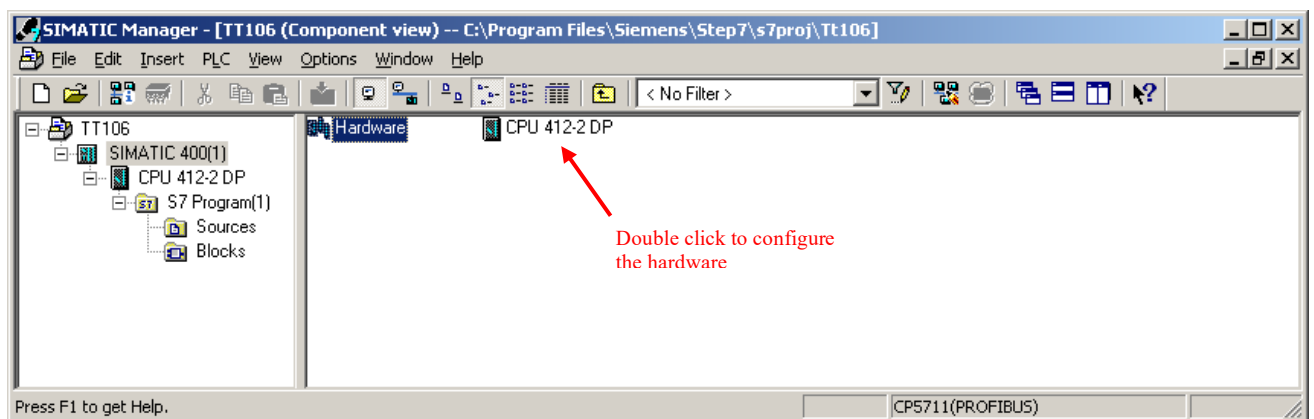 SIMATIC Manager - [TT106 (Component view) -- C:\Program Files\Siemens\Step7\s7proj\Tt106]
File Edit Insert PLC View Options Window Help
< No Filter >
TT106
SIMATIC 400(1)
CPU 412-2 DP
S7 Program(1)
Sources
Blocks
Hardware
CPU 412-2 DP
Double click to configure
the hardware
Press F1 to get Help.
CP5711(PROFIBUS)